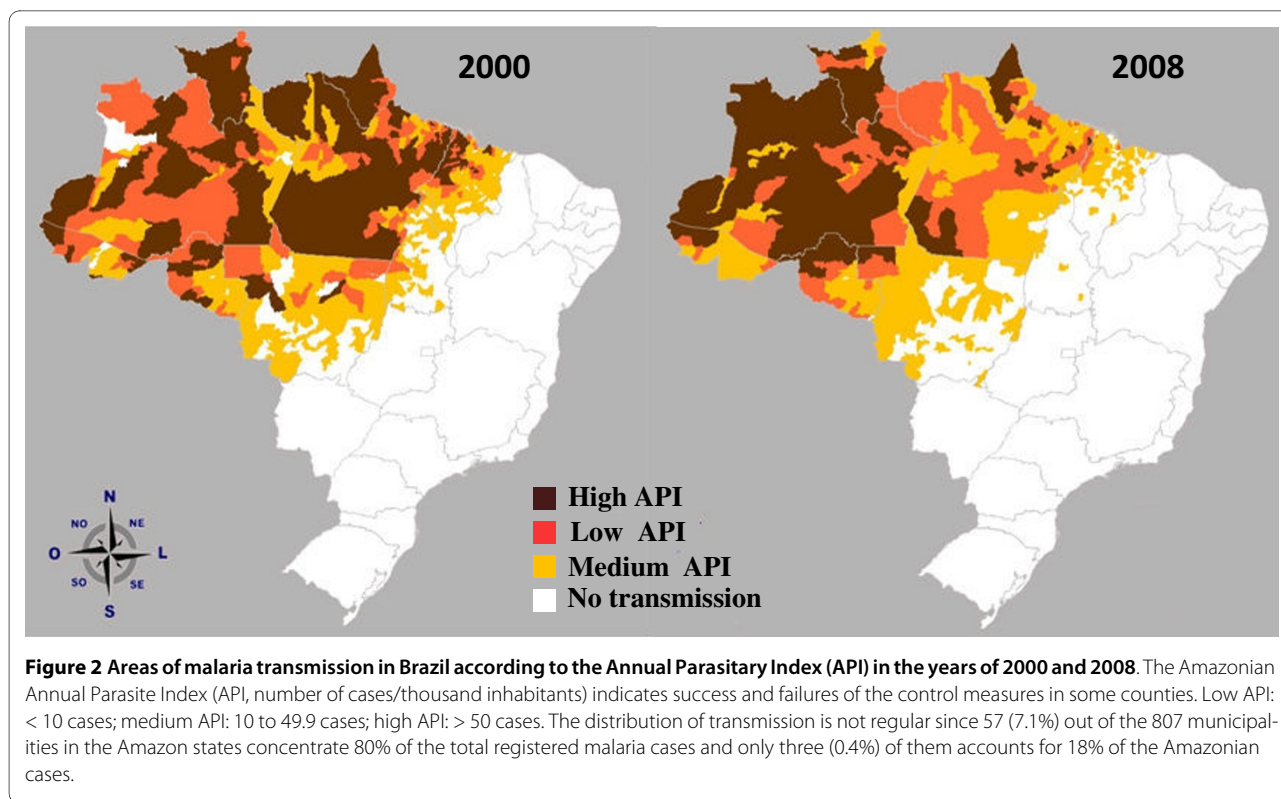 2000
2008
N
NO
NE
O
L
SO
SE
S
High API
Low API
Medium API
No transmission
Figure 2 Areas of malaria transmission in Brazil according to the Annual Parasitary Index (API) in the years of 2000 and 2008. The Amazonian
Annual Parasite Index (API, number of cases/thousand inhabitants) indicates success and failures of the control measures in some counties. Low API:
< 10 cases; medium API: 10 to 49.9 cases; high API: > 50 cases. The distribution of transmission is not regular since 57 (7.1%) out of the 807 municipal-
ities in the Amazon states concentrate 80% of the total registered malaria cases and only three (0.4%) of them accounts for 18% of the Amazonian
cases.